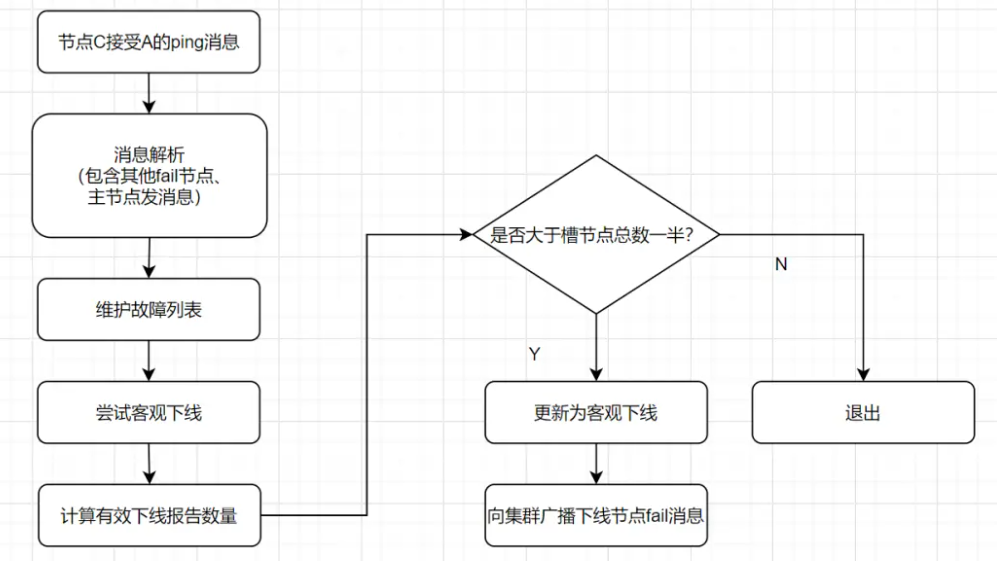 节点C接受A的ping消息
消息解析
（包含其他fail节点、
主节点发消息）
维护故障列表
尝试客观下线
计算有效下线报告数量
是否大于槽节点总数一半?
N
Y
更新为客观下线
退出
向集群广播下线节点fail消息